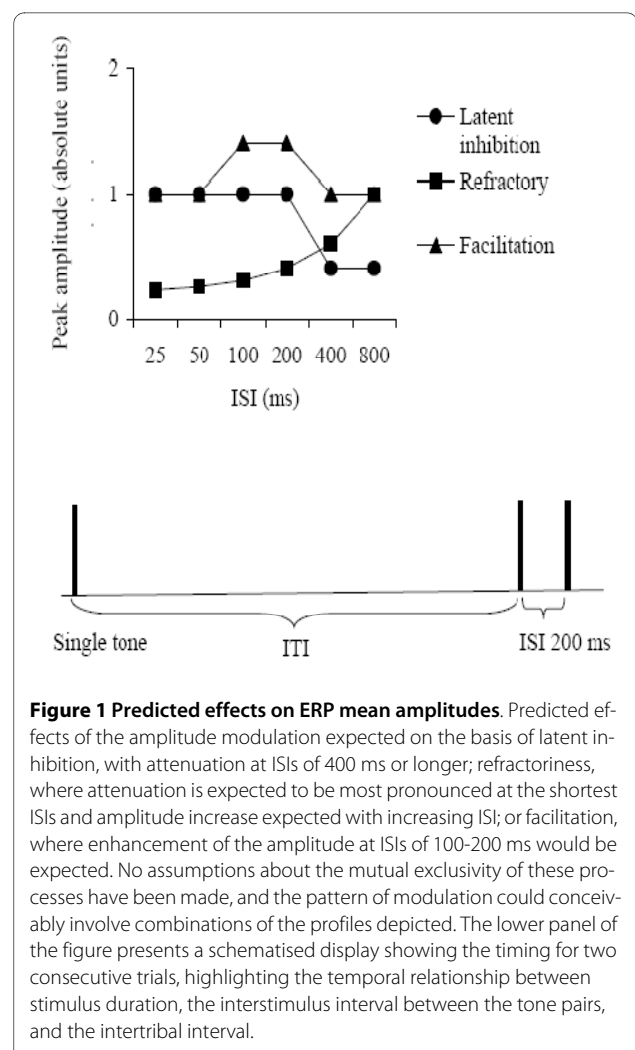 2
Peak amplitude (absolute units)
1
0
25 50 100 200 400 800
ISI (ms)
Latent
inhibition
Refractory
Facilitation
Single tone ITI ISI 200 ms
Figure 1 Predicted effects on ERP mean amplitudes. Predicted ef-
fects of the amplitude modulation expected on the basis of latent in-
hibition, with attenuation at ISIs of 400 ms or longer; refractoriness,
where attenuation is expected to be most pronounced at the shortest
ISIs and amplitude increase expected with increasing ISI; or facilitation,
where enhancement of the amplitude at ISIs of 100-200 ms would be
expected. No assumptions about the mutual exclusivity of these pro-
cesses have been made, and the pattern of modulation could conceiv-
ably involve combinations of the profiles depicted. The lower panel of
the figure presents a schematised display showing the timing for two
consecutive trials, highlighting the temporal relationship between
stimulus duration, the interstimulus interval between the tone pairs,
and the intertribal interval.